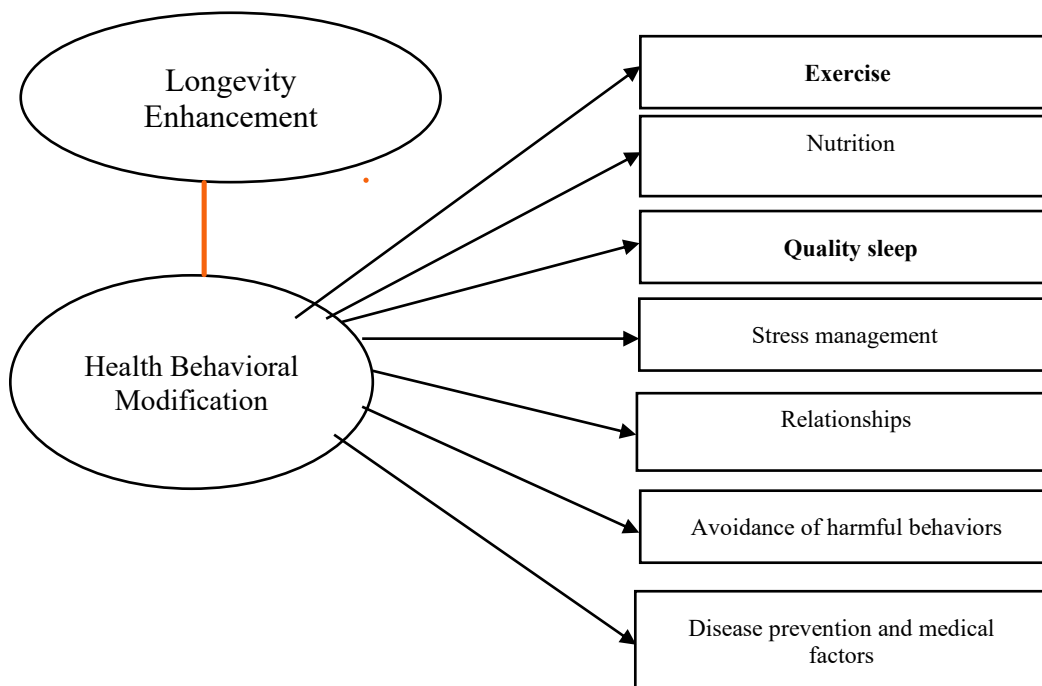 Longevity
Enhancement
Health Behavioral
Modification
Exercise
Nutrition
Quality sleep
Stress management
Relationships
Avoidance of harmful behaviors
Disease prevention and medical
factors